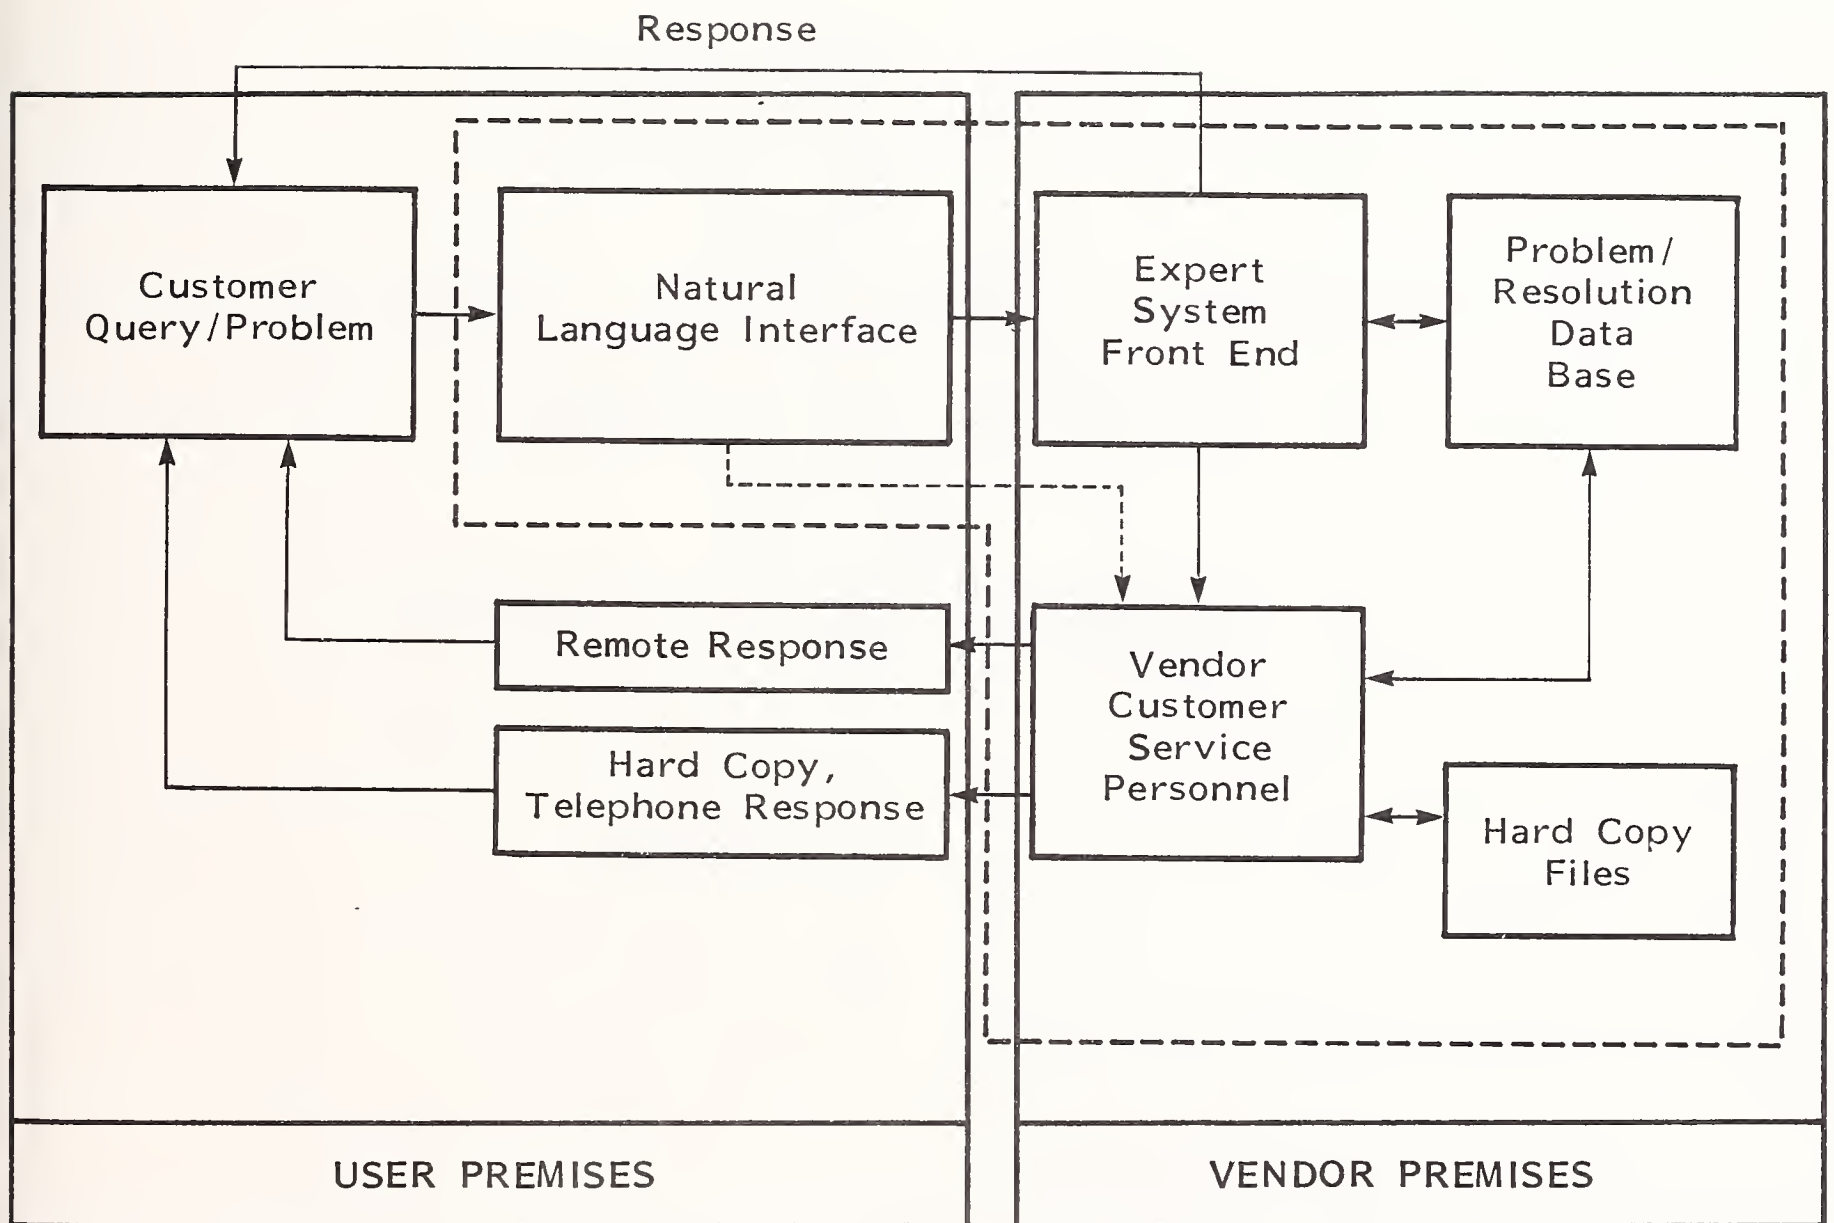 Response
Customer
Query/Problem
Natural
Language Interface
Expert
System
Front End
Problem/
Resolution
Data
Base
Remote Response
Hard Copy,
Telephone Response
Vendor
Customer
Service
Personnel
Hard Copy
Files
USER PREMISES
VENDOR PREMISES